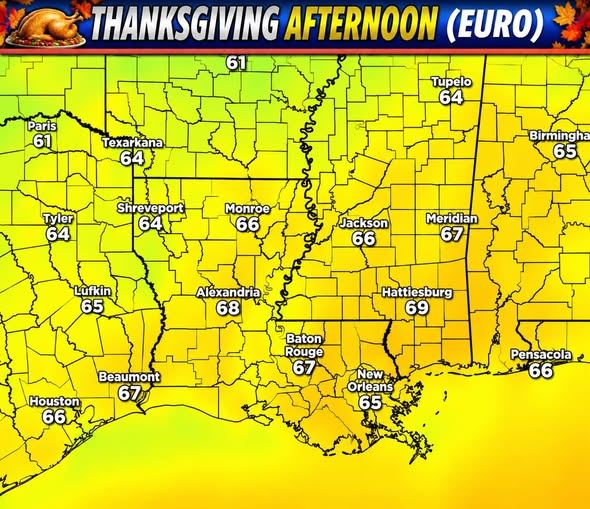 THANKSGIVING AFTERNOON (EURO)
61
Tupelo
64
Paris
61
Texarkana
64
Birmingha
65
Tyler
64
Shreveport
64
Monroe
66
Jackson
66
Meridian
67
Lufkin
65
Alexandria
68
Hattiesburg
69
Baton
Rouge
67
New
Orleans
65
Pensacola
66
Beaumont
67
Houston
66